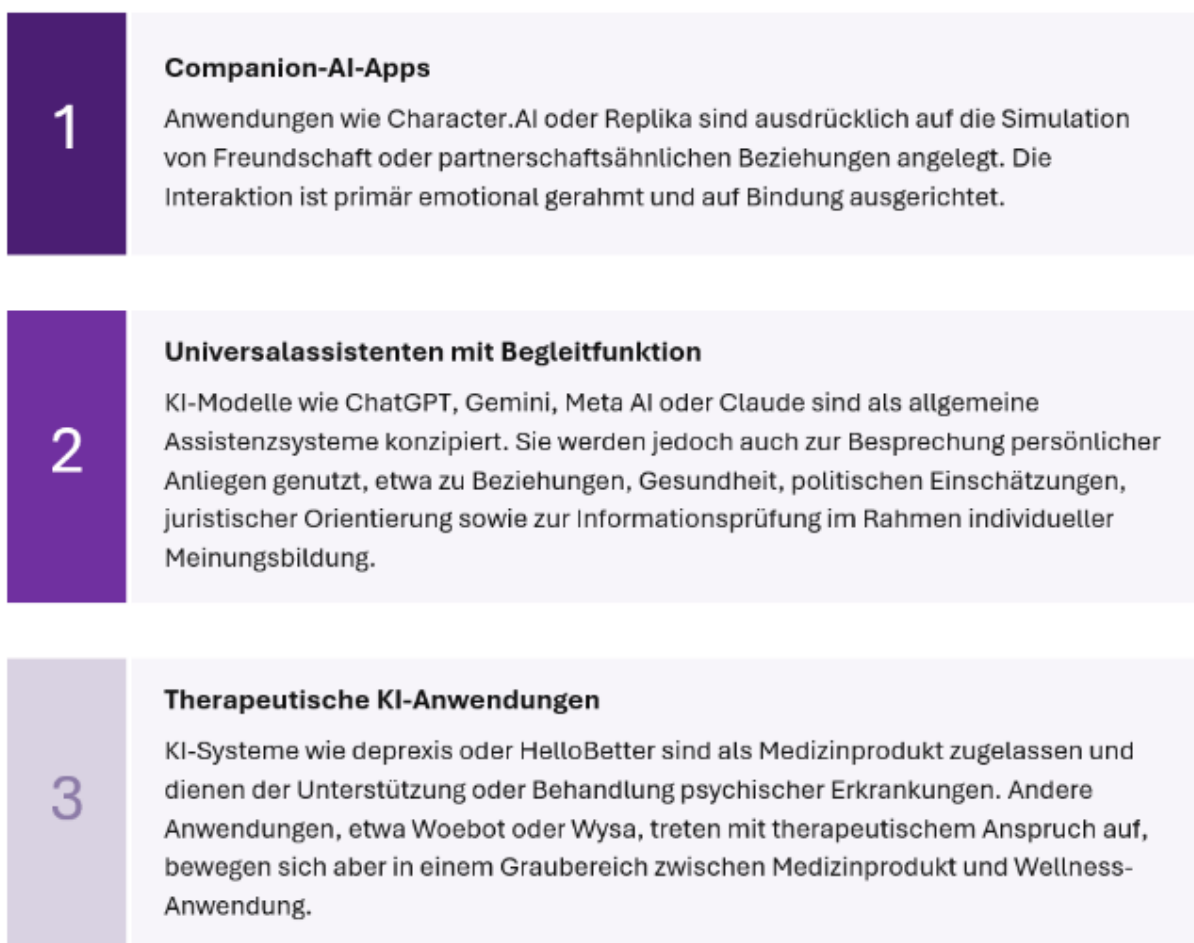 1
Companion-AI-Apps
Anwendungen wie Character.AI oder Replika sind ausdrücklich auf die Simulation
von Freundschaft oder partnerschaftsähnlichen Beziehungen angelegt. Die
Interaktion ist primär emotional gerahmt und auf Bindung ausgerichtet.
2
Universalassistenten mit Begleitfunktion
KI-Modelle wie ChatGPT, Gemini, Meta AI oder Claude sind als allgemeine
Assistenzsysteme konzipiert. Sie werden jedoch auch zur Besprechung persönlicher
Anliegen genutzt, etwa zu Beziehungen, Gesundheit, politischen Einschätzungen,
juristischer Orientierung sowie zur Informationsprüfung im Rahmen individueller
Meinungsbildung.
3
Therapeutische KI-Anwendungen
KI-Systeme wie deprexis oder HelloBetter sind als Medizinprodukt zugelassen und
dienen der Unterstützung oder Behandlung psychischer Erkrankungen. Andere
Anwendungen, etwa Woebot oder Wysa, treten mit therapeutischem Anspruch auf,
bewegen sich aber in einem Graubereich zwischen Medizinprodukt und Wellness-
Anwendung.